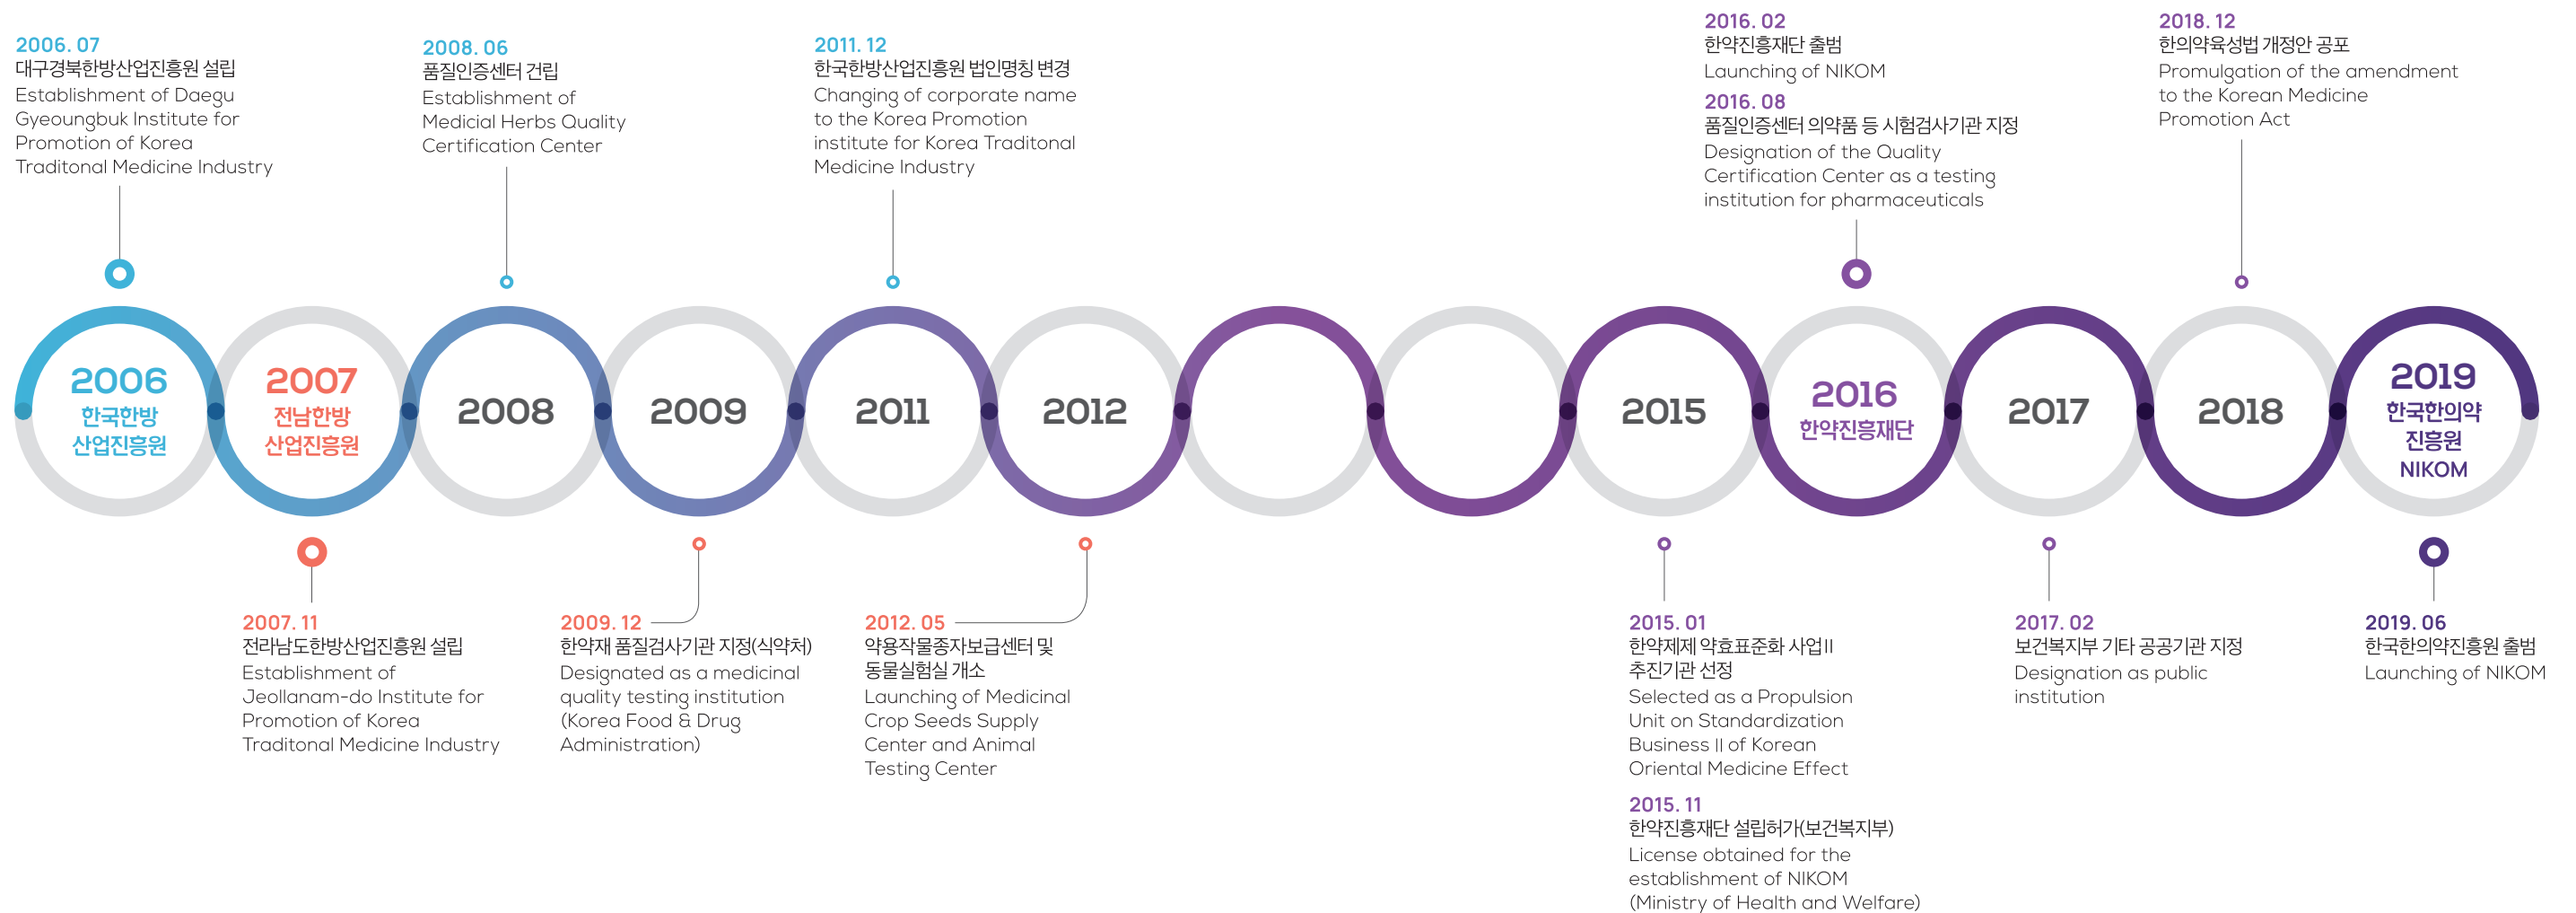 2006. 07
대구경북한방산업진흥원 설립
Establishment of Daegu
Gyeoungbuk Institute for
Promotion of Korea
Traditonal Medicine Industry
2008. 06
품질인증센터 건립
Establishment of
Medicial Herbs Quality
Certification Center
2011. 12
한국한방산업진흥원 법인명칭 변경
Changing of corporate name
to the Korea Promotion
institute for Korea Traditonal
Medicine Industry
2016. 02
한약진흥재단 출범
Launching of NIKOM
2016. 08
품질인증센터 의약품 등 시험검사기관 지정
Designation of the Quality
Certification Center as a testing
institution for pharmaceuticals
2018. 12
한의약육성법 개정안 공포
Promulgation of the amendment
to the Korean Medicine
Promotion Act
2006
한국한방
산업진흥원
2007
전남한방
산업진흥원
2008
2009
2011
2012
2015
2016
한약진흥재단
2017
2018
2019
한국한의약
진흥원
NIKOM
2007. 11
전라남도한방산업진흥원 설립
Establishment of
Jeollanam-do Institute for
Promotion of Korea
Traditonal Medicine Industry
2009. 12
한약재 품질검사기관 지정(식약처)
Designated as a medicinal
quality testing institution
(Korea Food & Drug
Administration)
2012. 05
약용작물종자보급센터 및
동물실험실 개소
Launching of Medicinal
Crop Seeds Supply
Center and Animal
Testing Center
2015. 01
한약제제 약효표준화 사업II
추진기관 선정
Selected as a Propulsion
Unit on Standardization
Business II of Korean
Oriental Medicine Effect
2015. 11
한약진흥재단 설립허가(보건복지부)
License obtained for the
establishment of NIKOM
(Ministry of Health and Welfare)
2017. 02
보건복지부 기타 공공기관 지정
Designation as public
institution
2019. 06
한국한의약진흥원 출범
Launching of NIKOM